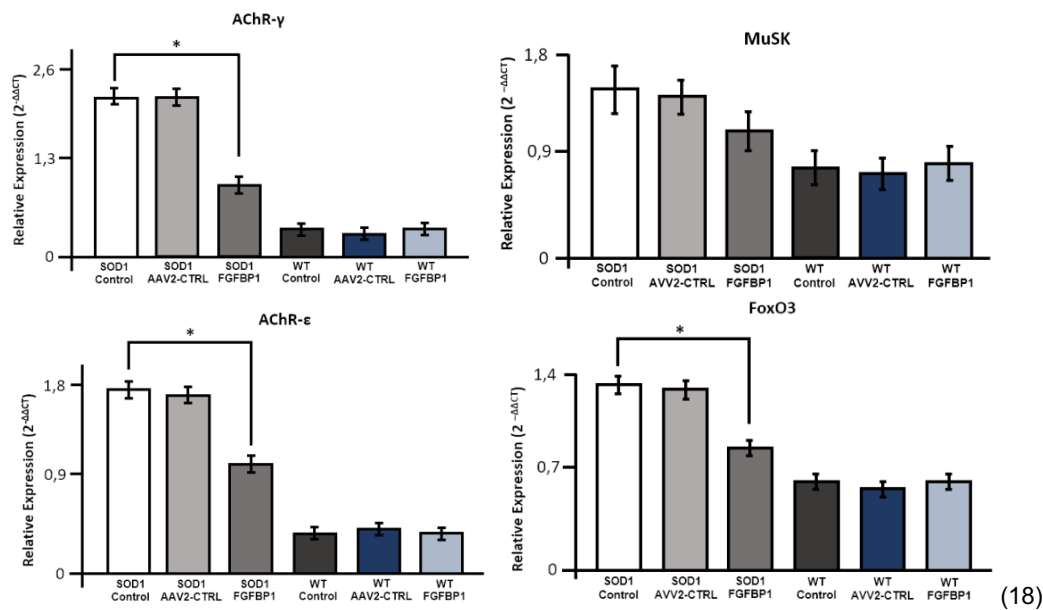 AChR-γ
Relative Expression (2^-ΔΔCT)
2,6
1,3
0
*
SOD1 SOD1 SOD1 WT WT WT
Control AAV2-CTRL FGFBP1 Control AAV2-CTRL FGFBP1
MuSK
Relative Expression (2 ^-ΔΔCT)
1,8
0,9
0
SOD1 SOD1 SOD1 WT WT WT
Control AVV2-CTRL FGFBP1 Control AVV2-CTRL FGFBP1
AChR-ε
Relative Expression (2^-ΔΔCT)
1,8
0,9
0
*
SOD1 SOD1 SOD1 WT WT WT
Control AAV2-CTRL FGFBP1 Control AAV2-CTRL FGFBP1
FoxO3
Relative Expression (2 ^-ΔΔCT)
1,4
0,7
0
*
SOD1 SOD1 SOD1 WT WT WT
Control AVV2-CTRL FGFBP1 Control AVV2-CTRL FGFBP1
(18)